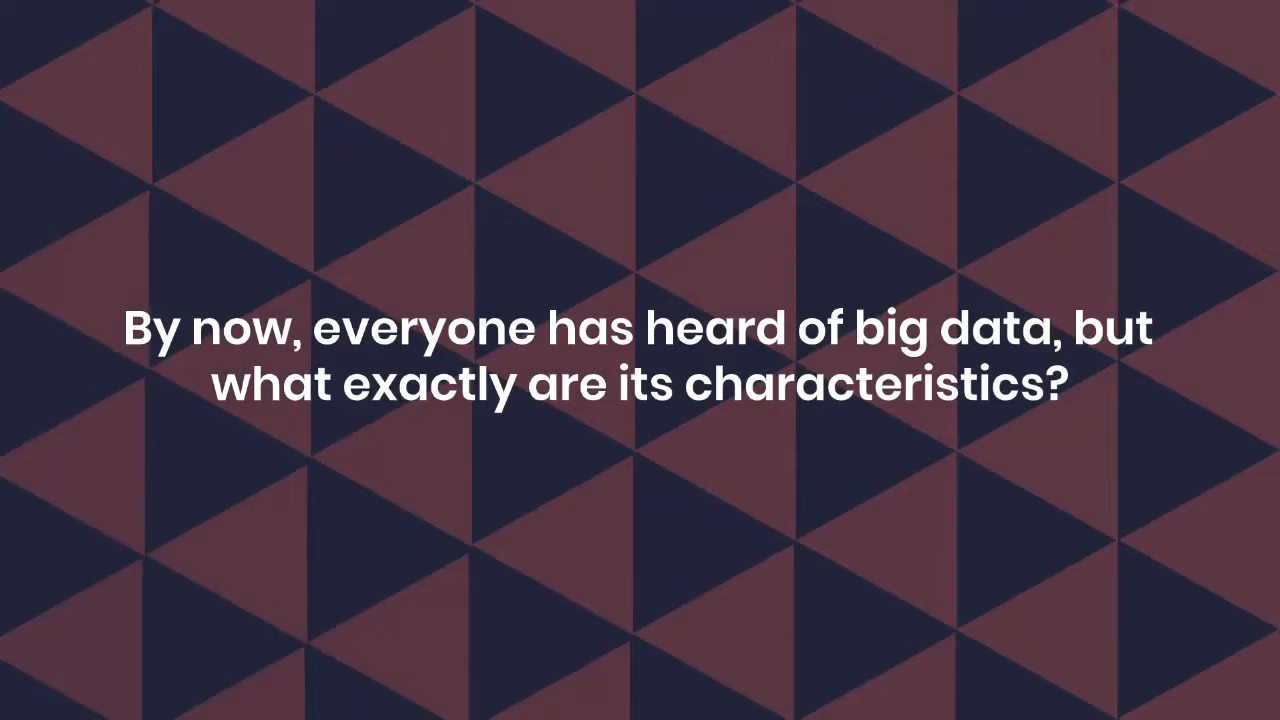 By now, everyone has heard of big data, but
what exactly are its characteristics?